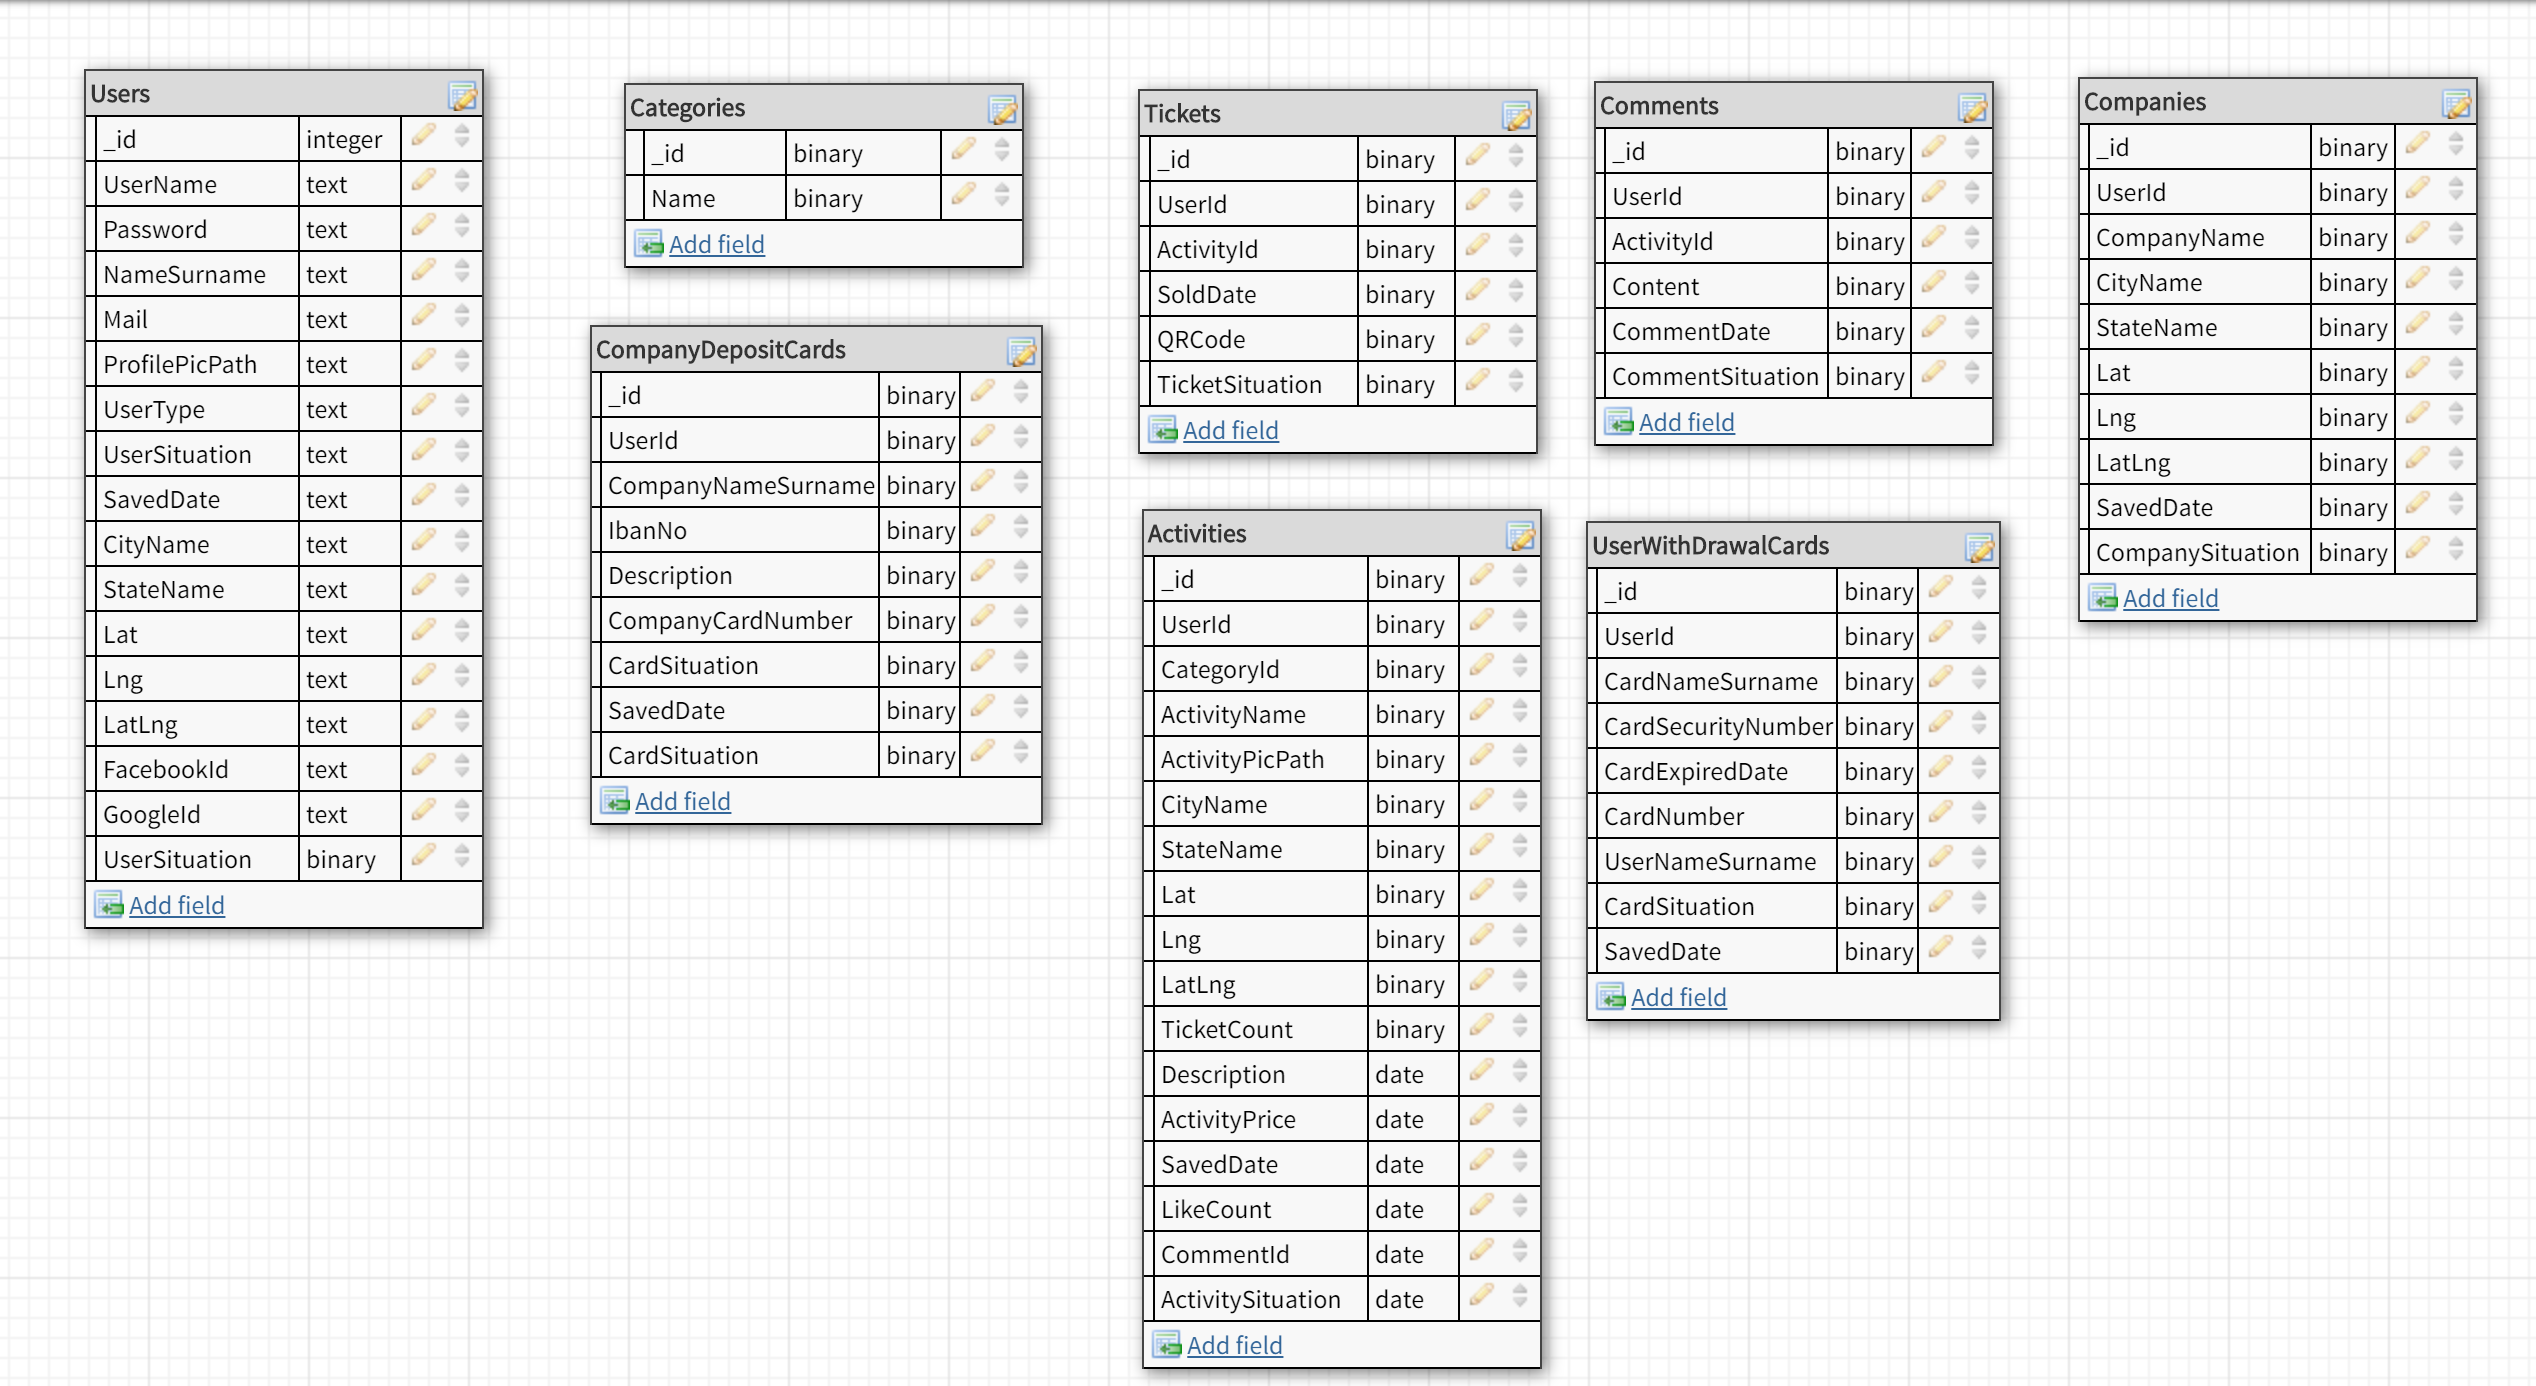 Users
_id integer
UserName text
Password text
NameSurname text
Mail text
ProfilePicPath text
UserType text
UserSituation text
SavedDate text
CityName text
StateName text
Lat text
Lng text
LatLng text
FacebookId text
GoogleId text
UserSituation binary
Add field
Categories
_id binary
Name binary
Add field
CompanyDepositCards
_id binary
UserId binary
CompanyNameSurname binary
IbanNo binary
Description binary
CompanyCardNumber binary
CardSituation binary
SavedDate binary
CardSituation binary
Add field
Tickets
_id binary
UserId binary
ActivityId binary
SoldDate binary
QRCode binary
TicketSituation binary
Add field
Activities
_id binary
UserId binary
CategoryId binary
ActivityName binary
ActivityPicPath binary
CityName binary
StateName binary
Lat binary
Lng binary
LatLng binary
TicketCount binary
Description date
ActivityPrice date
SavedDate date
LikeCount date
CommentId date
ActivitySituation date
Add field
Comments
_id binary
UserId binary
ActivityId binary
Content binary
CommentDate binary
CommentSituation binary
Add field
UserWithDrawalCards
_id binary
UserId binary
CardNameSurname binary
CardSecurityNumber binary
CardExpiredDate binary
CardNumber binary
UserNameSurname binary
CardSituation binary
SavedDate binary
Add field
Companies
_id binary
UserId binary
CompanyName binary
CityName binary
StateName binary
Lat binary
Lng binary
LatLng binary
SavedDate binary
CompanySituation binary
Add field